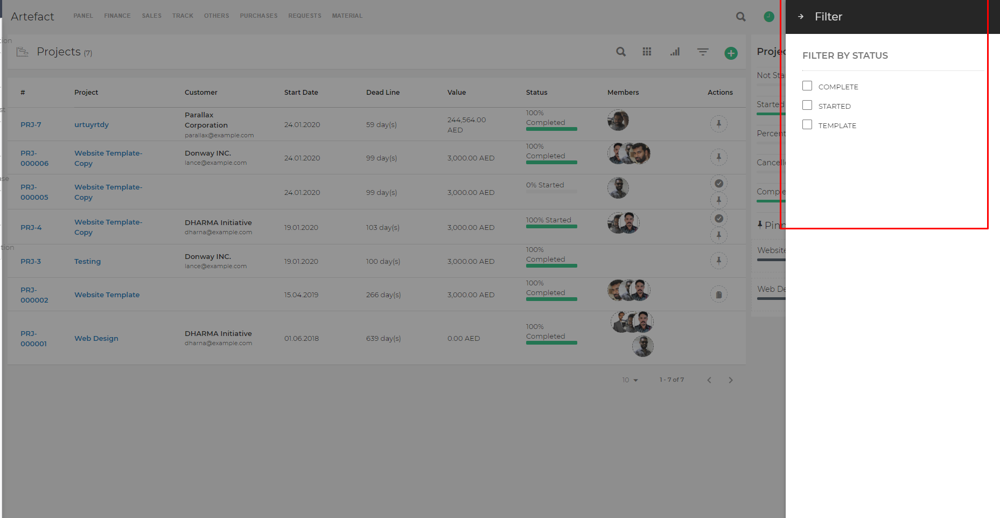 Artefact
PANEL FINANCE SALES TRACK OTHERS PURCHASES REQUESTS MATERIAL
Filter
Projects (7)
FILTER BY STATUS
COMPLETE
STARTED
TEMPLATE
# Project Customer Start Date Dead Line Value Status Members Actions
PRJ-7 urtuyrtdy Parallax Corporation 24.01.2020 59 day(s) 244,564.00 AED 100% Completed
parallax@example.com
PRJ-000006 Website Template-Copy Donway INC. 24.01.2020 99 day(s) 3,000.00 AED 100% Completed
lance@example.com
PRJ-000005 Website Template-Copy 24.01.2020 99 day(s) 3,000.00 AED 0% Started
PRJ-4 Website Template-Copy DHARMA Initiative 19.01.2020 103 day(s) 3,000.00 AED 100% Started
dharna@example.com
PRJ-3 Testing Donway INC. 19.01.2020 100 day(s) 3,000.00 AED 100% Completed
lance@example.com
PRJ-000002 Website Template 15.04.2019 266 day(s) 3,000.00 AED 100% Completed
PRJ-000001 Web Design DHARMA Initiative 01.06.2018 639 day(s) 0.00 AED 100% Completed
dharna@example.com
10 1 - 7 of 7
Not Sta
Started
Percent
Website
Web De